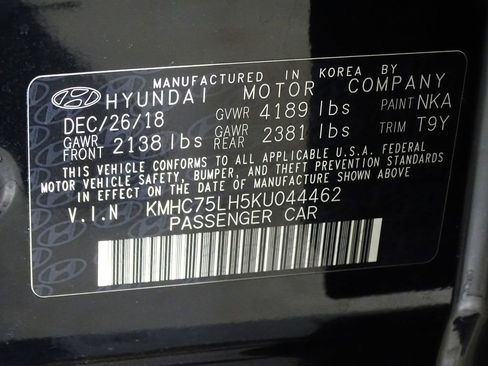 MANUFACTURED IN KOREA BY
HYUNDAI MOTOR COMPANY
DEC/26/18 GVWR 4189 lbs PAINT NKA
GAWR FRONT 2138 lbs GAWR REAR 2381 lbs TRIM T9Y
THIS VEHICLE CONFORMS TO ALL APPLICABLE U.S.A. FEDERAL
MOTOR VEHICLE SAFETY, BUMPER, AND THEFT PREVENTION STANDARDS
IN EFFECT ON THE DATE OF MANUFACTURE SHOWN ABOVE.
V.I.N KMHC75LH5KU044462
PASSENGER CAR